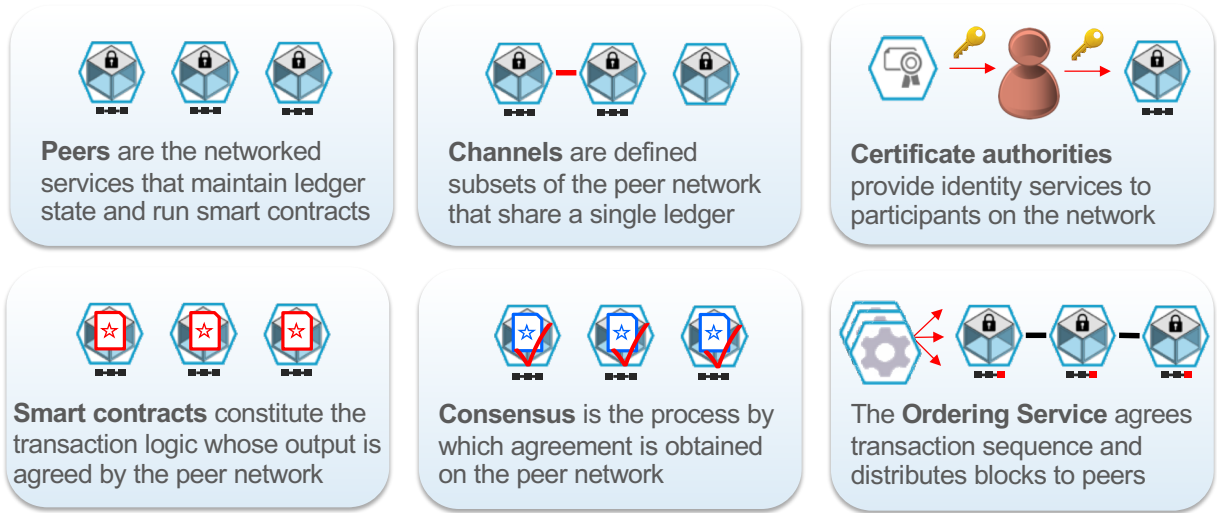 Peers are the networked
services that maintain ledger
state and run smart contracts
Channels are defined
subsets of the peer network
that share a single ledger
Certificate authorities
provide identity services to
participants on the network
Smart contracts constitute the
transaction logic whose output is
agreed by the peer network
Consensus is the process by
which agreement is obtained
on the peer network
The Ordering Service agrees
transaction sequence and
distributes blocks to peers